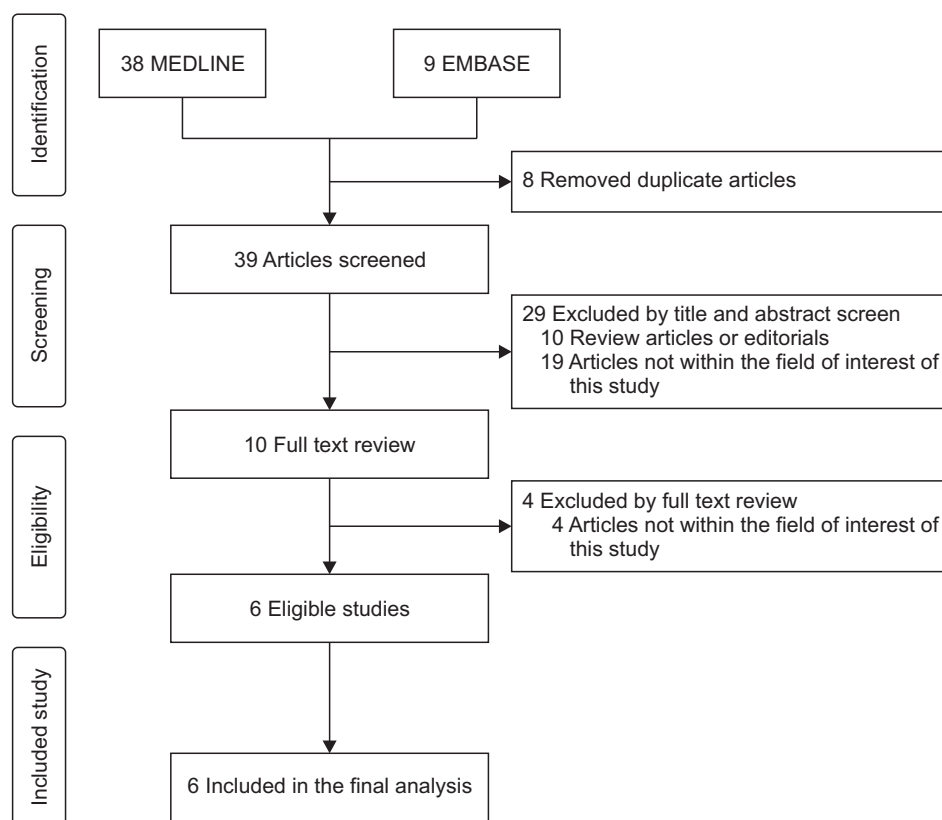 Identification
38 MEDLINE
9 EMBASE
8 Removed duplicate articles
Screening
39 Articles screened
29 Excluded by title and abstract screen
10 Review articles or editorials
19 Articles not within the field of interest of
this study
Eligibility
10 Full text review
4 Excluded by full text review
4 Articles not within the field of interest of
this study
6 Eligible studies
Included study
6 Included in the final analysis